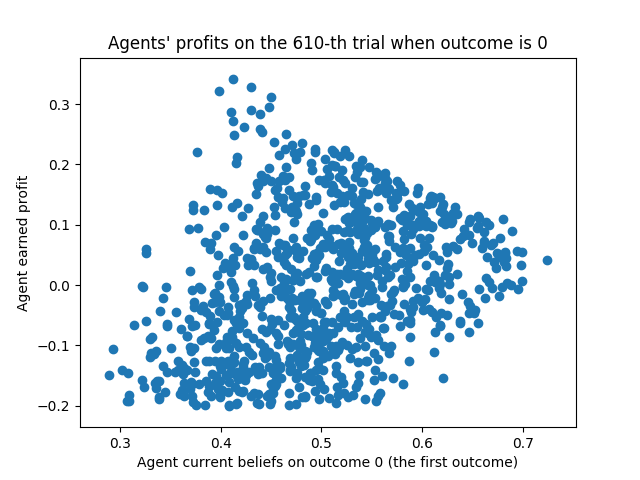 Agents' profits on the 610-th trial when outcome is 0
Agent earned profit
0.3
0.2
0.1
0.0
−0.1
−0.2
0.3 0.4 0.5 0.6 0.7
Agent current beliefs on outcome 0 (the first outcome)